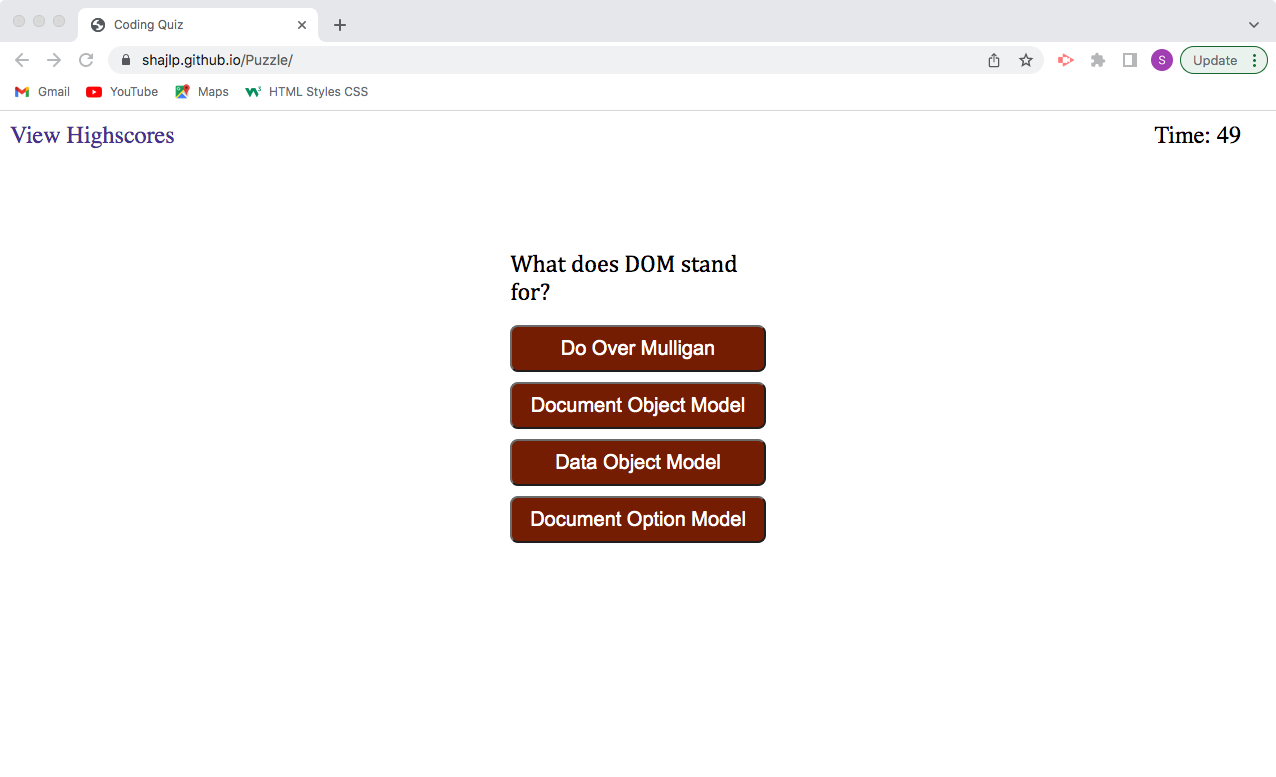 Coding Quiz
shajlp.github.io/Puzzle/
S
Update
Gmail
YouTube
Maps
HTML Styles CSS
View Highscores
Time: 49
What does DOM stand
for?
Do Over Mulligan
Document Object Model
Data Object Model
Document Option Model